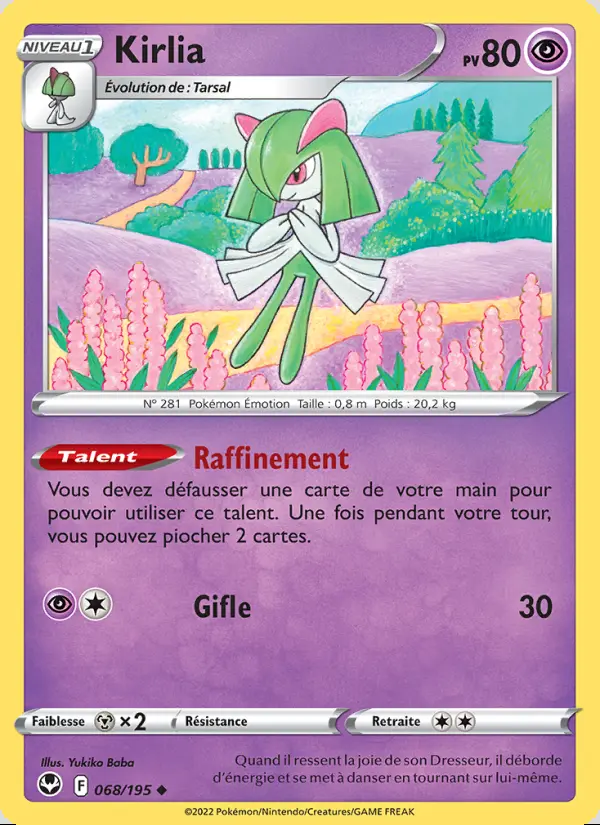 NIVEAU 1
Kirlia
PV 80
Évolution de : Tarsal
N° 281 Pokémon Émotion Taille : 0,8 m Poids : 20,2 kg
Talent Raffinement
Vous devez défausser une carte de votre main pour
pouvoir utiliser ce talent. Une fois pendant votre tour,
vous pouvez piocher 2 cartes.
Gifle 30
Faiblesse ×2 Résistance Retraite
Illus. Yukiko Baba
Quand il ressent la joie de son Dresseur, il déborde
d'énergie et se met à danser en tournant sur lui-même.
F 068/195
©2022 Pokémon/Nintendo/Creatures/GAME FREAK